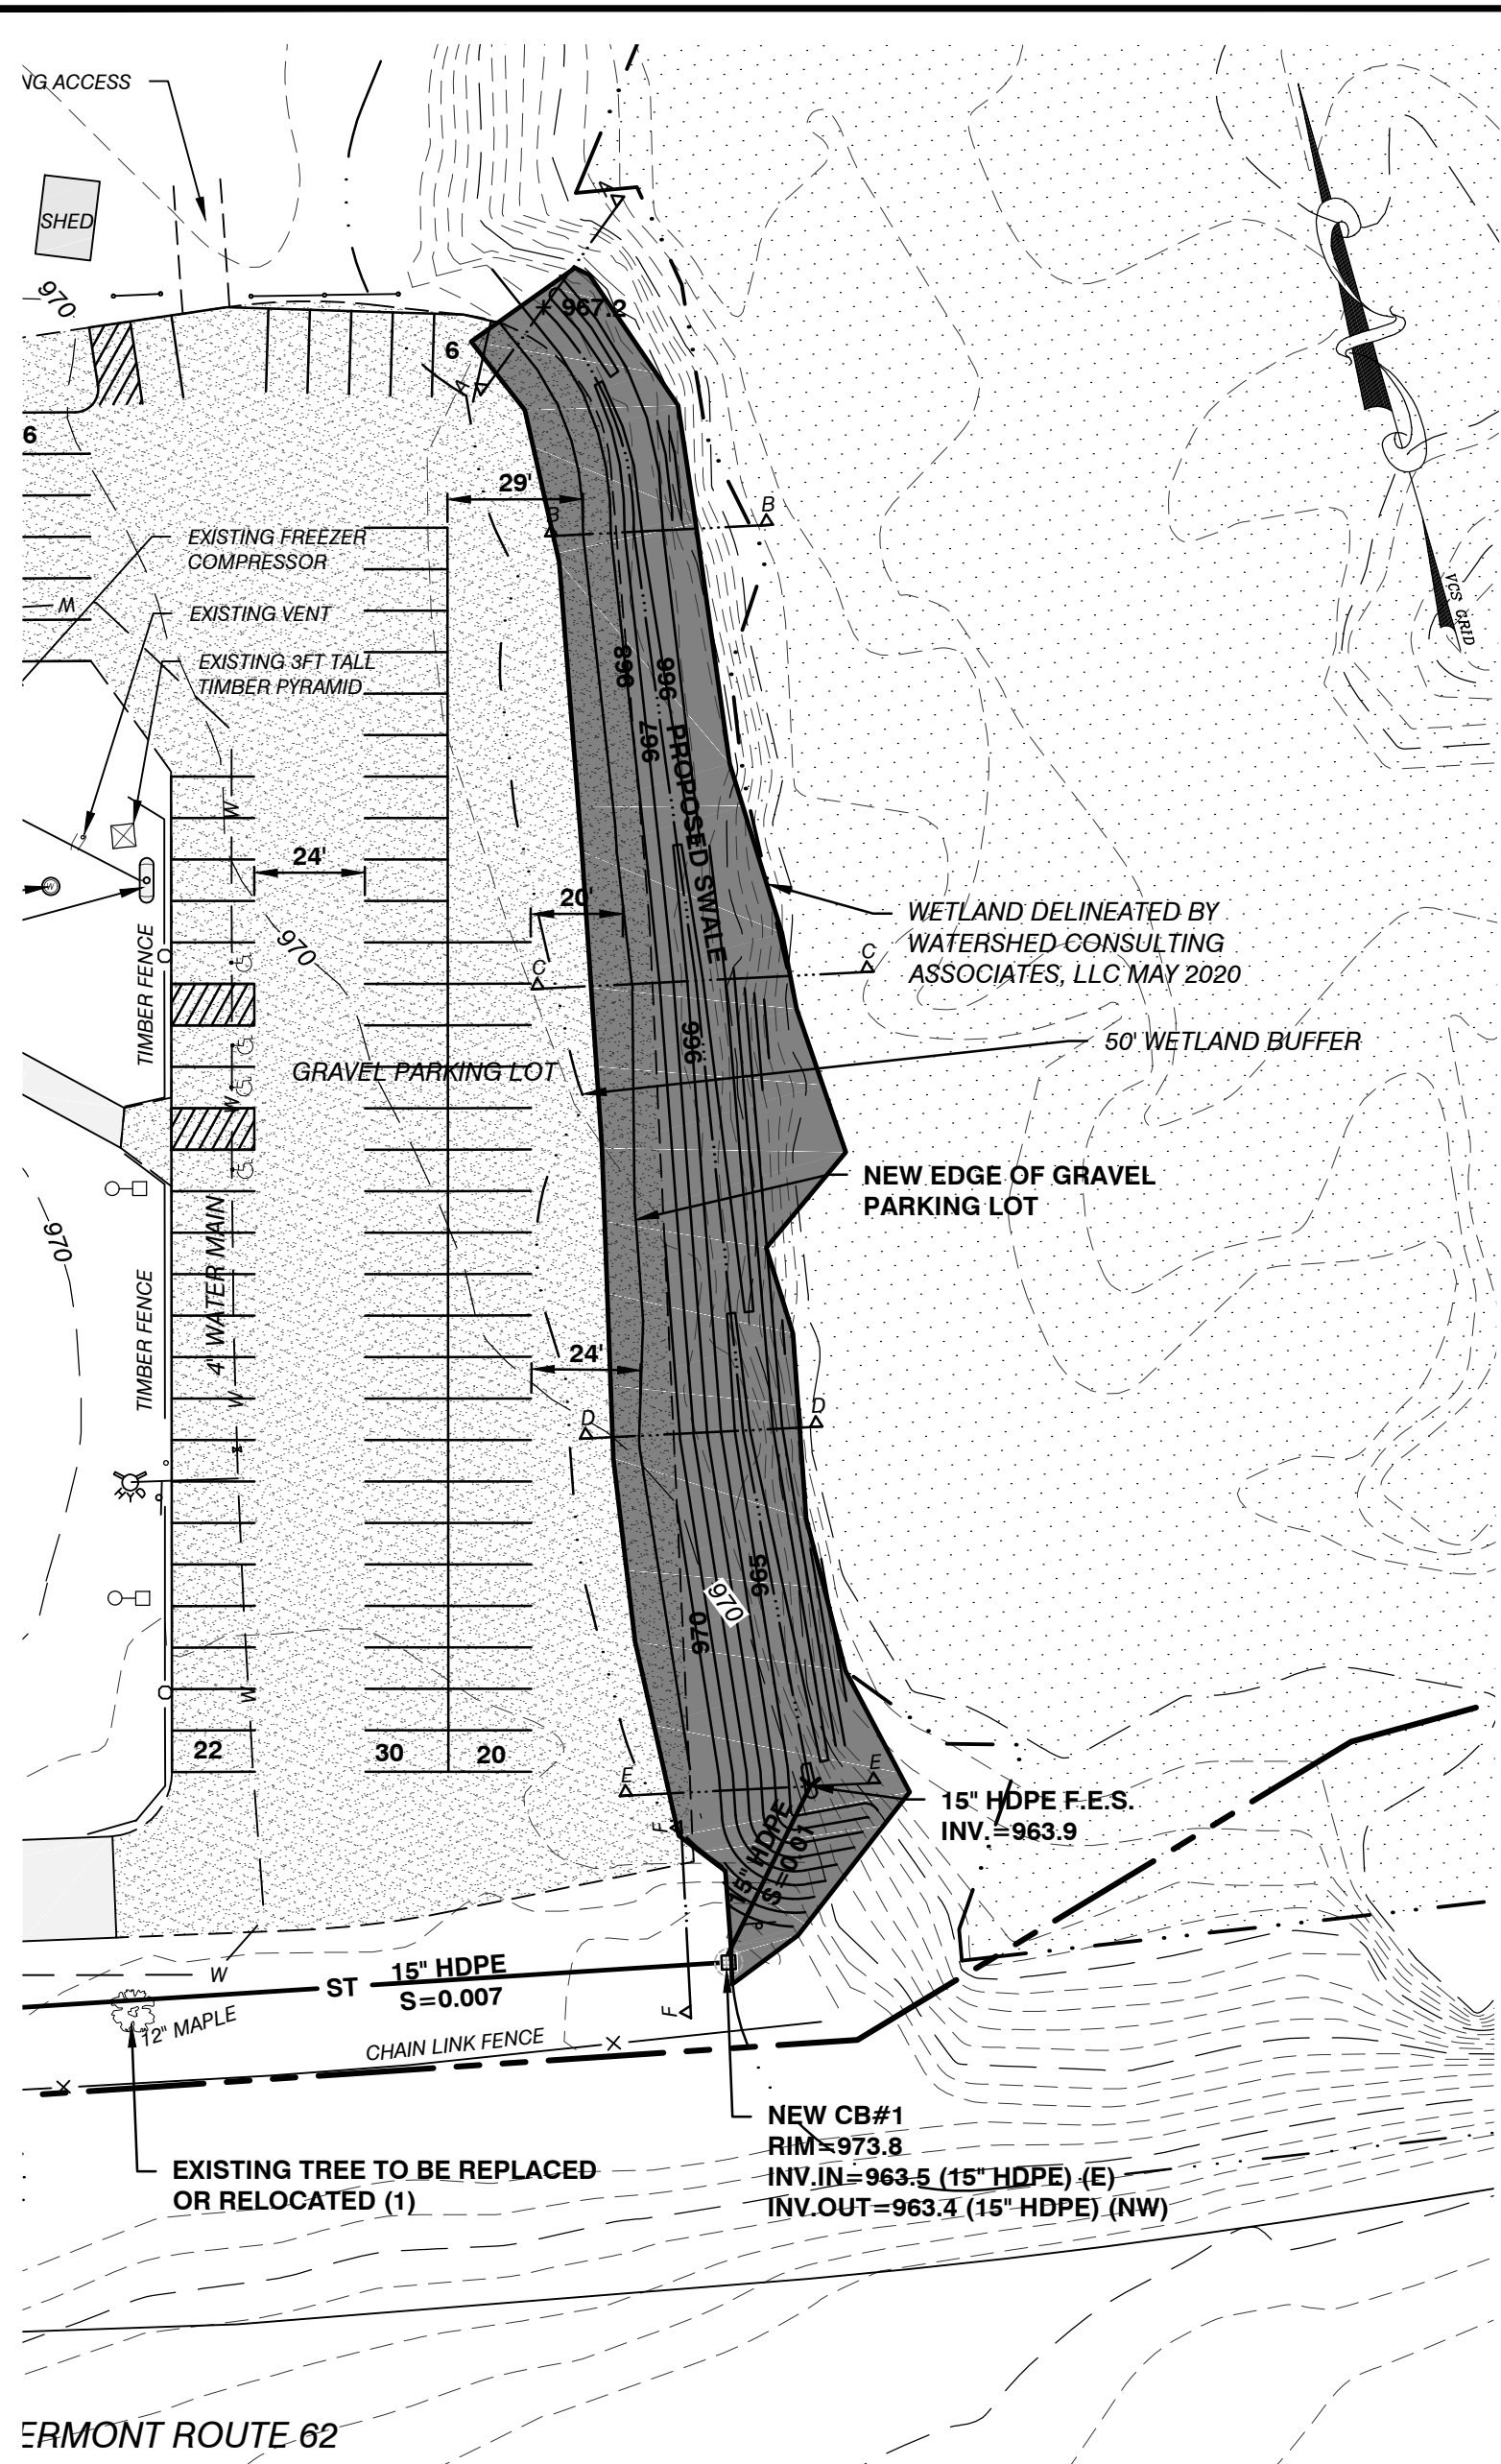 NG ACCESS
SHED
970
967.2
6
A
A
6
29'
B
B
EXISTING FREEZER
COMPRESSOR
EXISTING VENT
EXISTING 3FT TALL
TIMBER PYRAMID
W
VCS GRID
968
966
967
PROPOSED SWALE
W
24'
20'
W
WETLAND DELINEATED BY
WATERSHED CONSULTING
ASSOCIATES, LLC MAY 2020
C
C
970
TIMBER FENCE
966
50' WETLAND BUFFER
GRAVEL PARKING LOT
W
NEW EDGE OF GRAVEL
PARKING LOT
970
4' WATER MAIN
TIMBER FENCE
24'
W
D
D
965
970
970
W
22
30
20
E
E
15" HDPE F.E.S.
INV.=963.9
F
15" HDPE
S=0.01
W
ST
15" HDPE
S=0.007
F
12" MAPLE
CHAIN LINK FENCE
NEW CB#1
RIM=973.8
INV.IN=963.5 (15" HDPE) (E)
INV.OUT=963.4 (15" HDPE) (NW)
EXISTING TREE TO BE REPLACED
OR RELOCATED (1)
ERMONT ROUTE 62